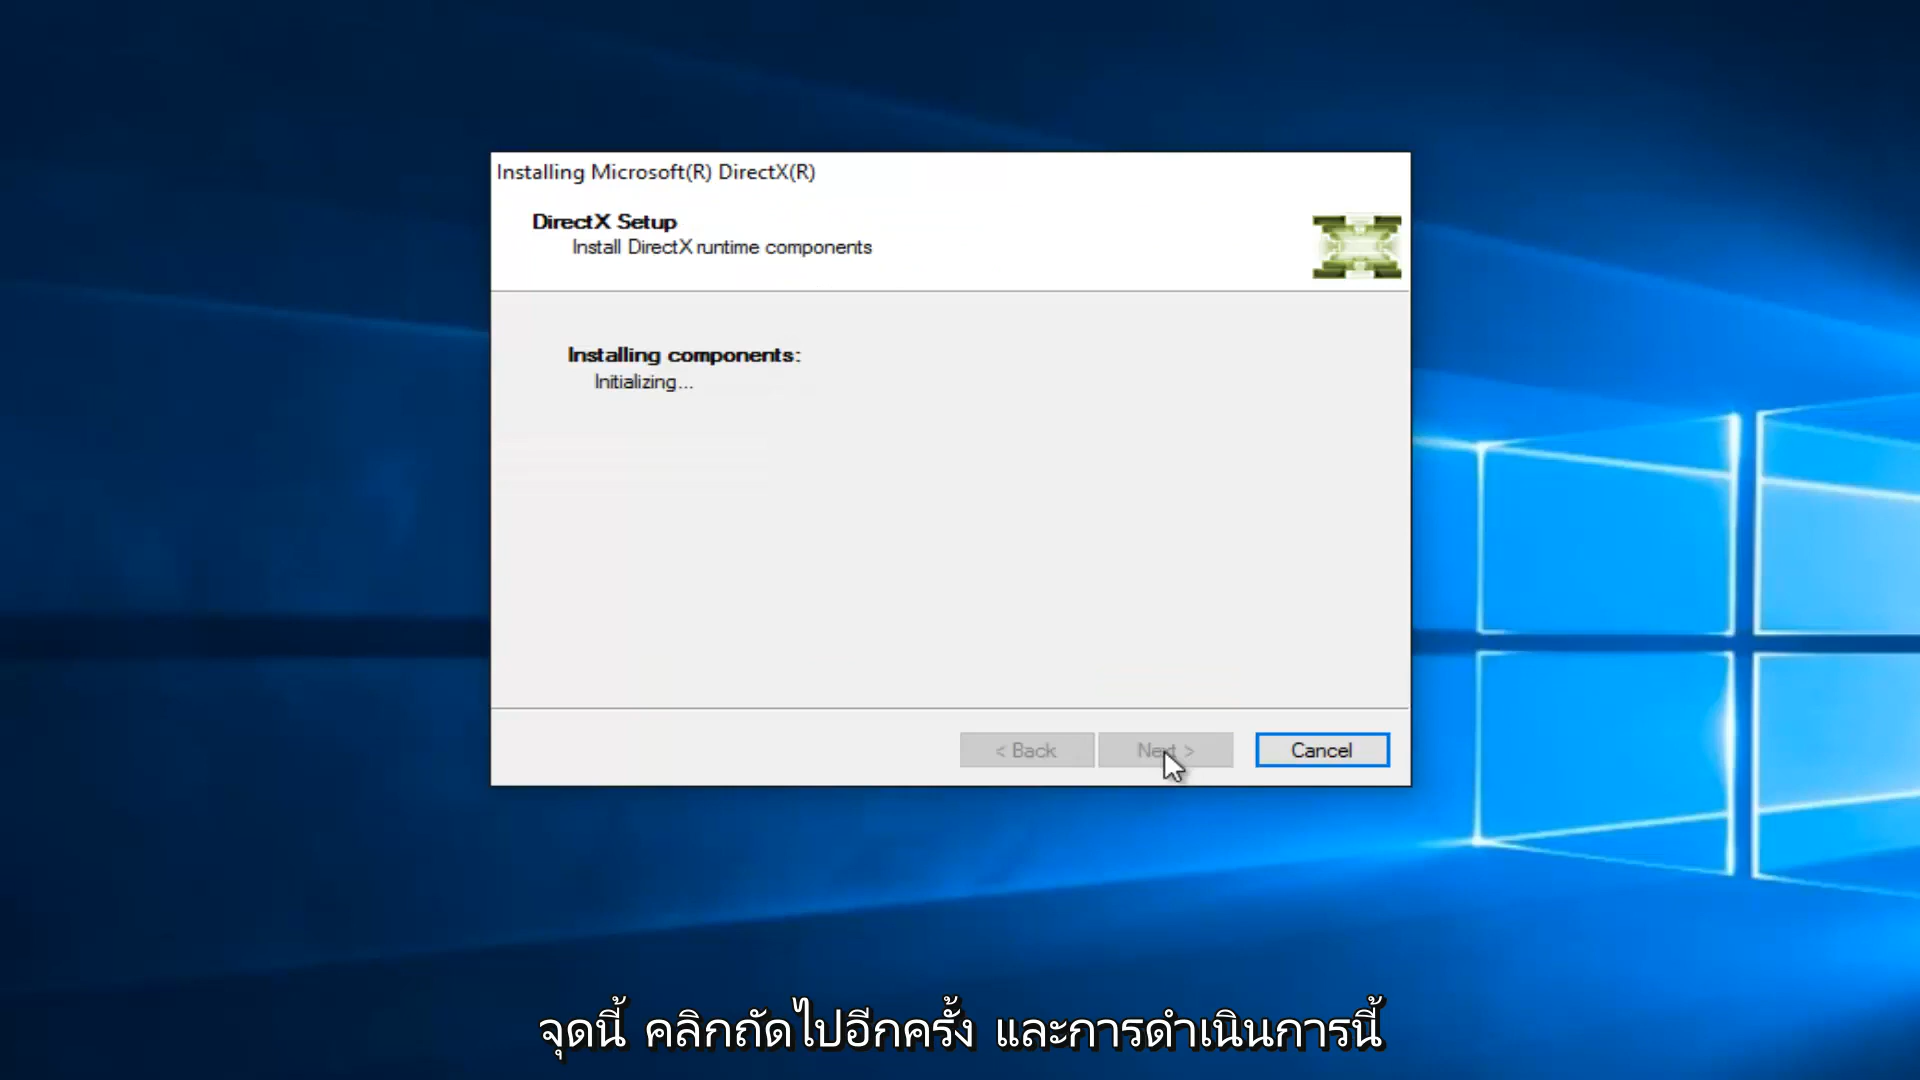 Installing Microsoft(R) DirectX(R)
DirectX Setup
Install DirectX runtime components
Installing components:
Initializing...
< Back
Next >
Cancel
จุดนี้ คลิกถัดไปอีกครั้ง และการดำเนินการนี้